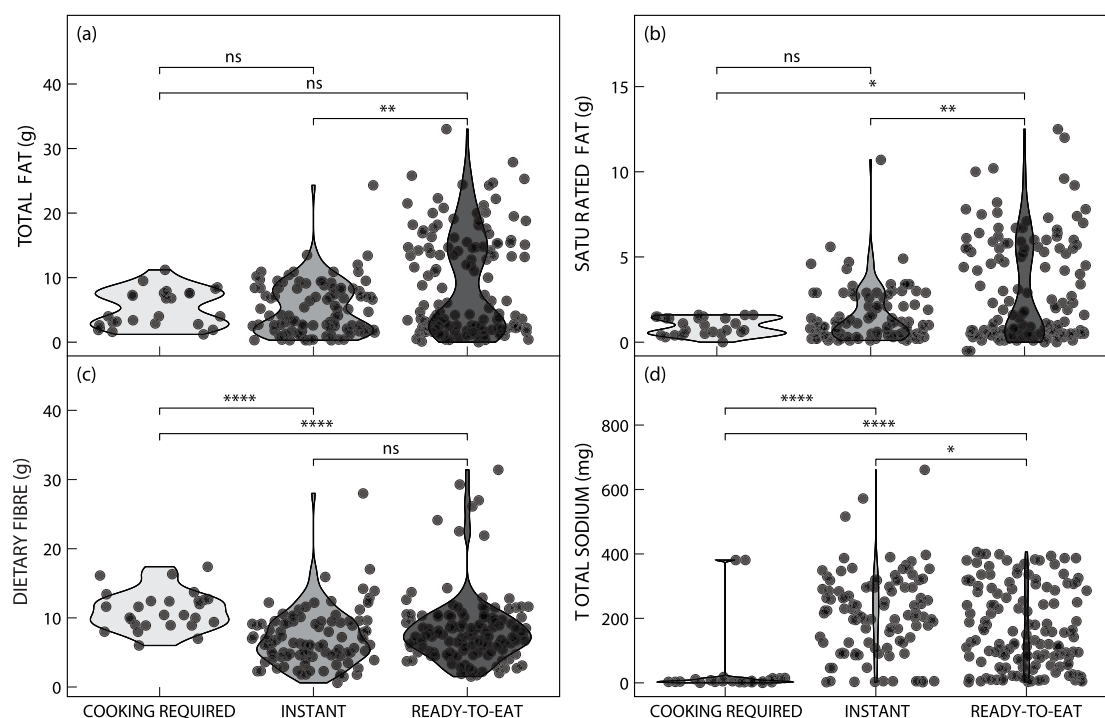 (a)
ns
ns
**
40
30
20
10
0
TOTAL FAT (g)
(b)
ns
*
**
15
10
5
0
SATU RATED FAT (g)
(c)
****
****
ns
40
30
20
10
0
DIETARY FIBRE (g)
COOKING REQUIRED INSTANT READY-TO-EAT
(d)
****
****
*
800
600
400
200
0
T OTAL SODIUM (mg)
COOKING REQUIRED INSTANT READY-TO-EAT